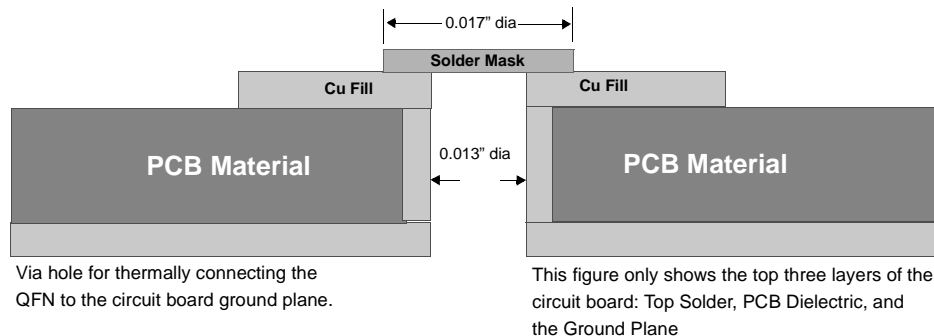 0.017” dia
Solder Mask
Cu Fill
Cu Fill
PCB Material
0.013” dia
PCB Material
Via hole for thermally connecting the
QFN to the circuit board ground plane.
This figure only shows the top three layers of the
circuit board: Top Solder, PCB Dielectric, and
the Ground Plane